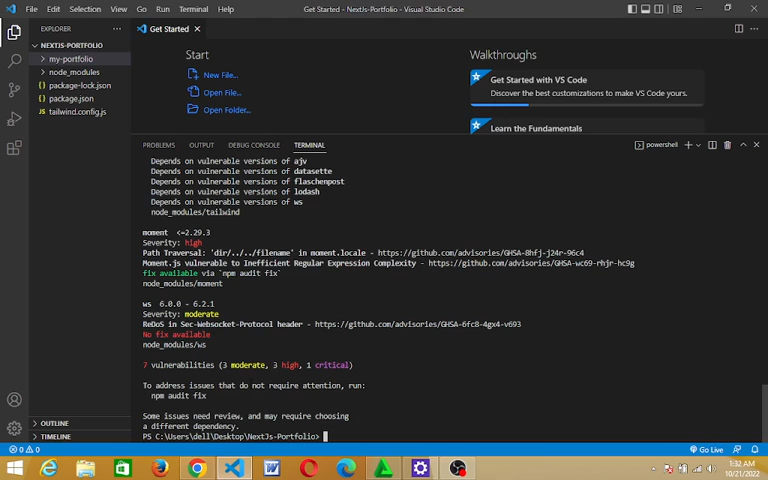 File Edit Selection View Go Run Terminal Help
Get Started - NextJs-Portfolio - Visual Studio Code
EXPLORER
NEXTJS-PORTFOLIO
my-portfolio
node_modules
package-lock.json
package.json
tailwind.config.js
OUTLINE
TIMELINE
Get Started
Start
New File...
Open File...
Open Folder...
Walkthroughs
Get Started with VS Code
Discover the best customizations to make VS Code yours.
Learn the Fundamentals
PROBLEMS OUTPUT DEBUG CONSOLE TERMINAL
powershell
Depends on vulnerable versions of ajv
Depends on vulnerable versions of datasette
Depends on vulnerable versions of flaschenpost
Depends on vulnerable versions of lodash
Depends on vulnerable versions of ws
node_modules/tailwind
moment <=2.29.3
Severity: high
Path Traversal: 'dir/../../filename' in moment.locale - https://github.com/advisories/GHSA-8hfj-j24r-96c4
Moment.js vulnerable to Inefficient Regular Expression Complexity - https://github.com/advisories/GHSA-wc69-rhjr-hc9g
fix available via `npm audit fix`
node_modules/moment
ws 6.0.0 - 6.2.1
Severity: moderate
ReDoS in Sec-Websocket-Protocol header - https://github.com/advisories/GHSA-6fc8-4gx4-v693
No fix available
node_modules/ws
7 vulnerabilities (3 moderate, 3 high, 1 critical)
To address issues that do not require attention, run:
npm audit fix
Some issues need review, and may require choosing
a different dependency.
PS C:\Users\dell\Desktop\NextJs-Portfolio>
0 0
Go Live
1:32 AM
10/21/2022